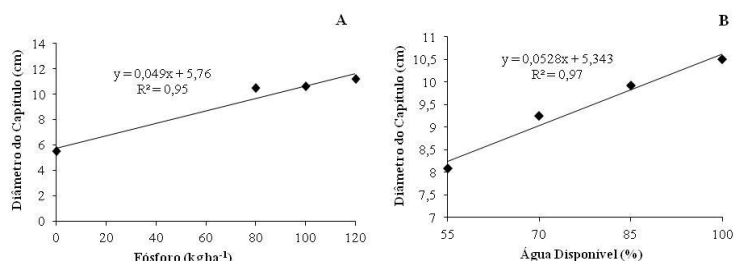 A
Diâmetro do Capítulo (cm)
14
12
10
8
6
4
2
0
y = 0,049x + 5,76
R² = 0,95
0
20
40
60
80
100
120
Fósforo (kg ha⁻¹)
B
Diâmetro do Capítulo (cm)
11
10,5
10
9,5
9
8,5
8
7,5
7
y = 0,0528x + 5,343
R² = 0,97
55
70
85
100
Água Disponível (%)